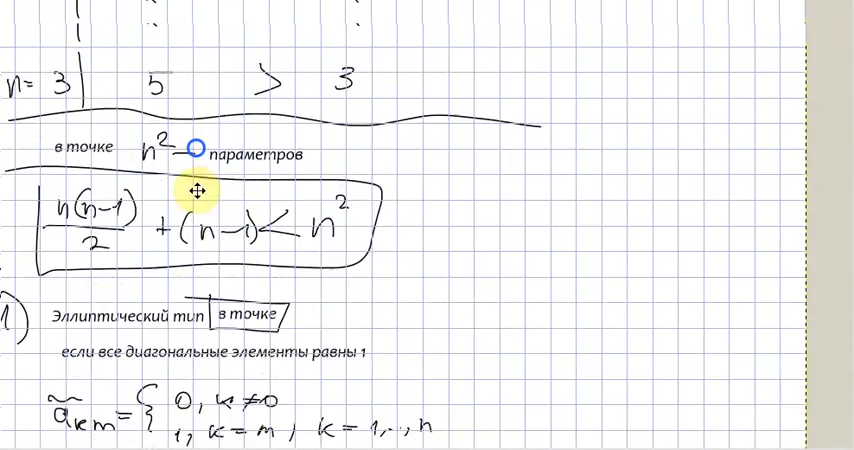 n= 3 5 > 3
в точке n² – параметров
n(n-1)/2 + (n-1) < n²
1) Эллиптический тип в точке
если все диагональные элементы равны 1
ãкm = { 0, к ≠0
1, к = m, к = 1,.., n